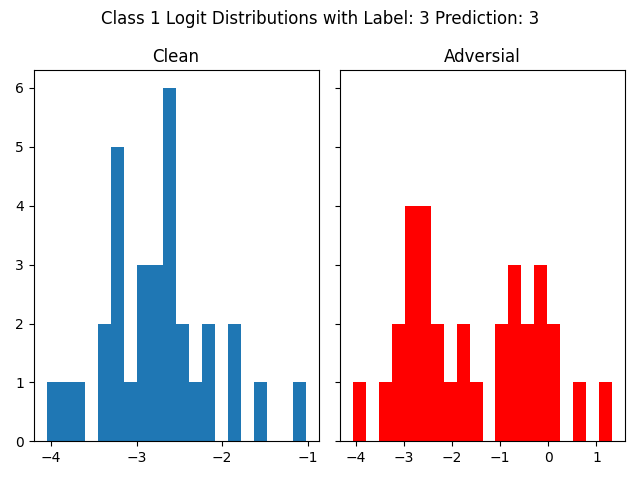 Class 1 Logit Distributions with Label: 3 Prediction: 3
Clean
Adversial
6
5
4
3
2
1
0
−4 −3 −2 −1
−4 −3 −2 −1 0 1